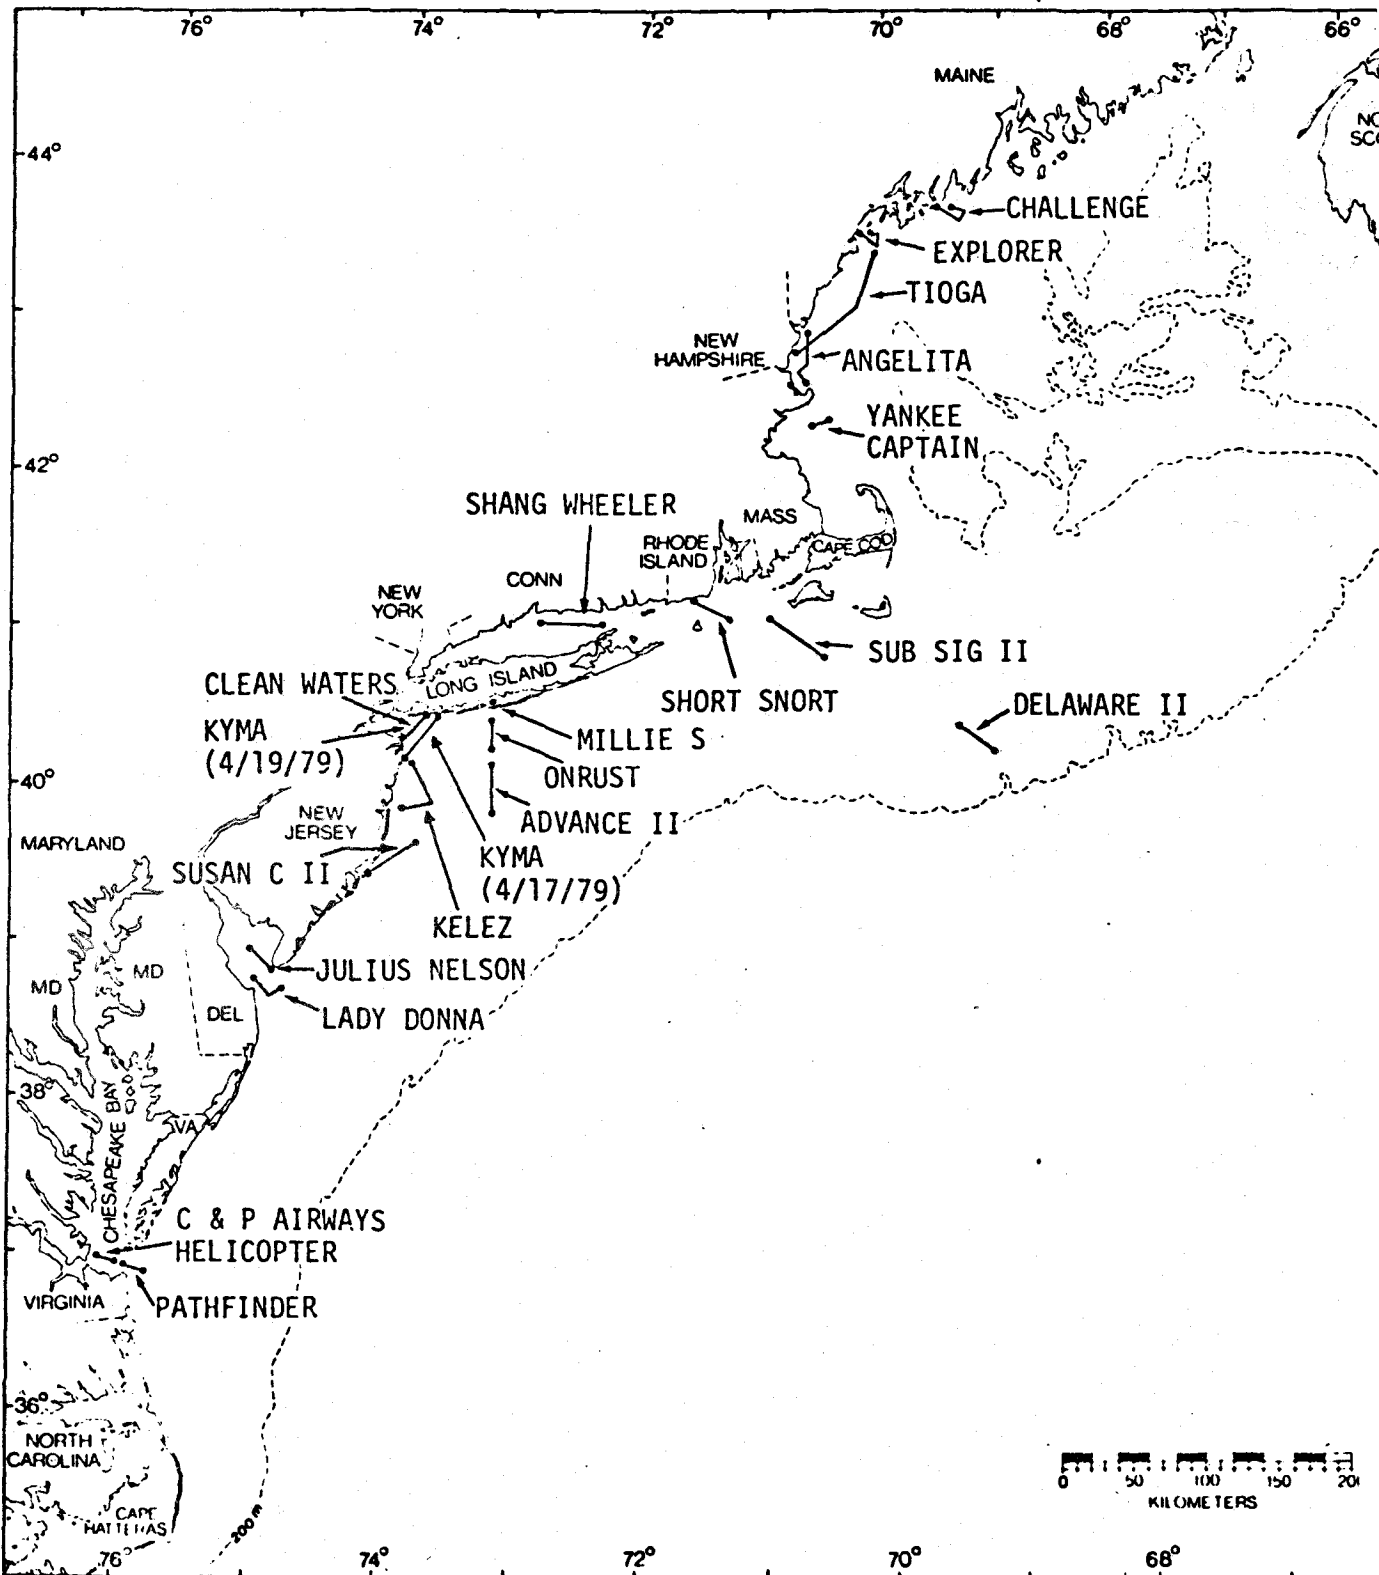 76° 74° 72° 70° 68° 66°
MAINE
44°
CHALLENGE
EXPLORER
TIOGA
NEW
HAMPSHIRE
ANGELITA
YANKEE
CAPTAIN
42°
SHANG WHEELER
MASS
RHODE
ISLAND
CAPE COD
CONN
NEW
YORK
SUB SIG II
LONG ISLAND
CLEAN WATERS
SHORT SNORT
DELAWARE II
KYMA
(4/19/79)
MILLIE S
ONRUST
40°
NEW
JERSEY
ADVANCE II
MARYLAND
SUSAN C II
KYMA
(4/17/79)
KELEZ
JULIUS NELSON
MD
MD
DEL
LADY DONNA
38°
CHESAPEAKE BAY
VA
C & P AIRWAYS
HELICOPTER
VIRGINIA
PATHFINDER
36°
NORTH
CAROLINA
CAPE
HATTERAS
200 m
0 50 100 150
KILOMETERS
76° 74° 72° 70° 68°